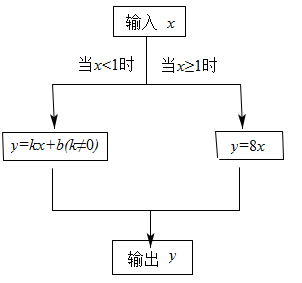 输入 x
当x<1时
当x≥1时
y=kx+b(k≠0)
y=8x
输出 y